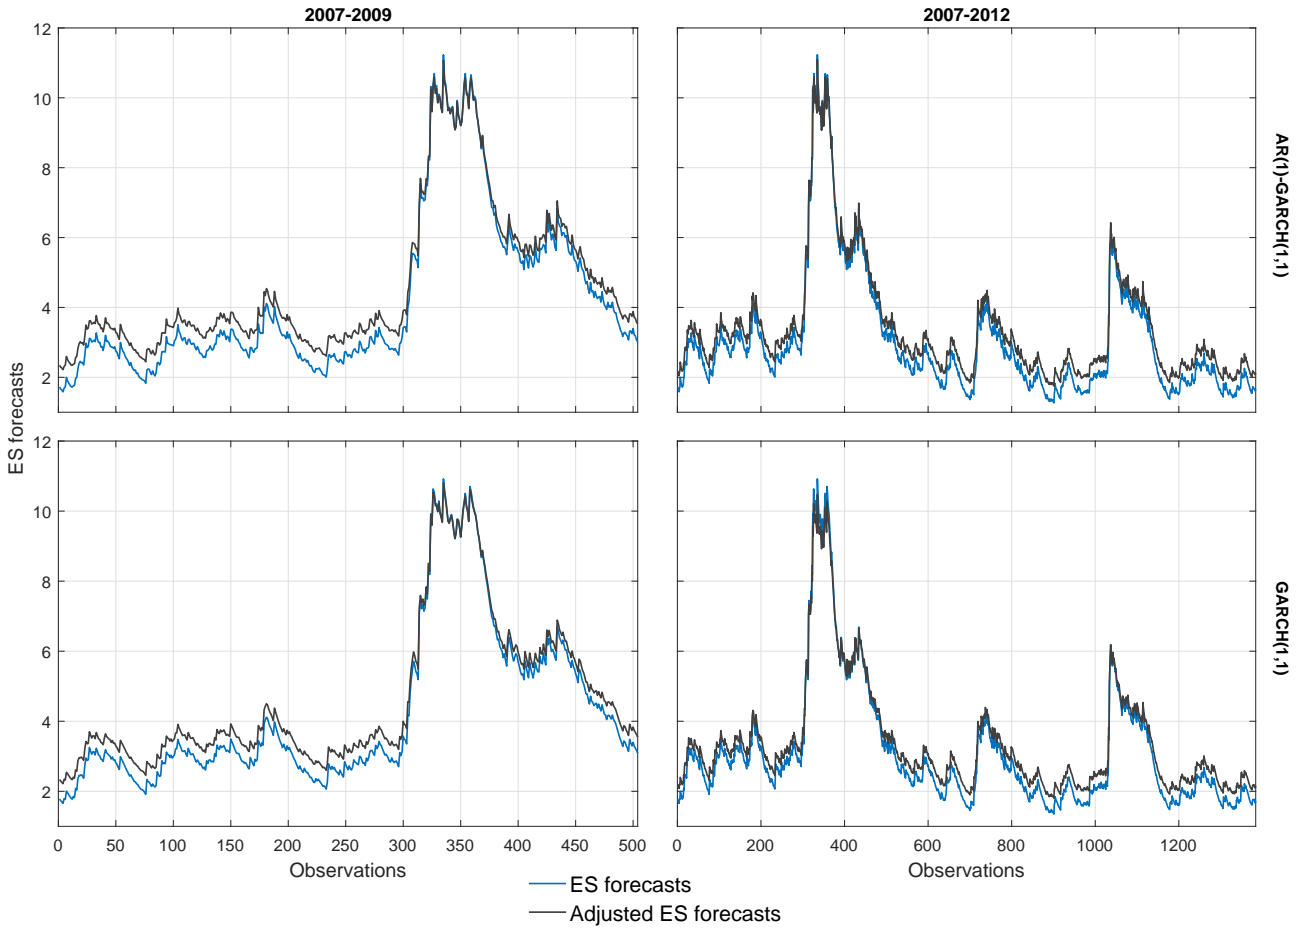 2007-2009
2007-2012
12
10
8
6
4
2
AR(1)-GARCH(1,1)
ES forecasts
12
10
8
6
4
2
GARCH(1,1)
0 50 100 150 200 250 300 350 400 450 500
0 200 400 600 800 1000 1200
Observations
Observations
ES forecasts
Adjusted ES forecasts